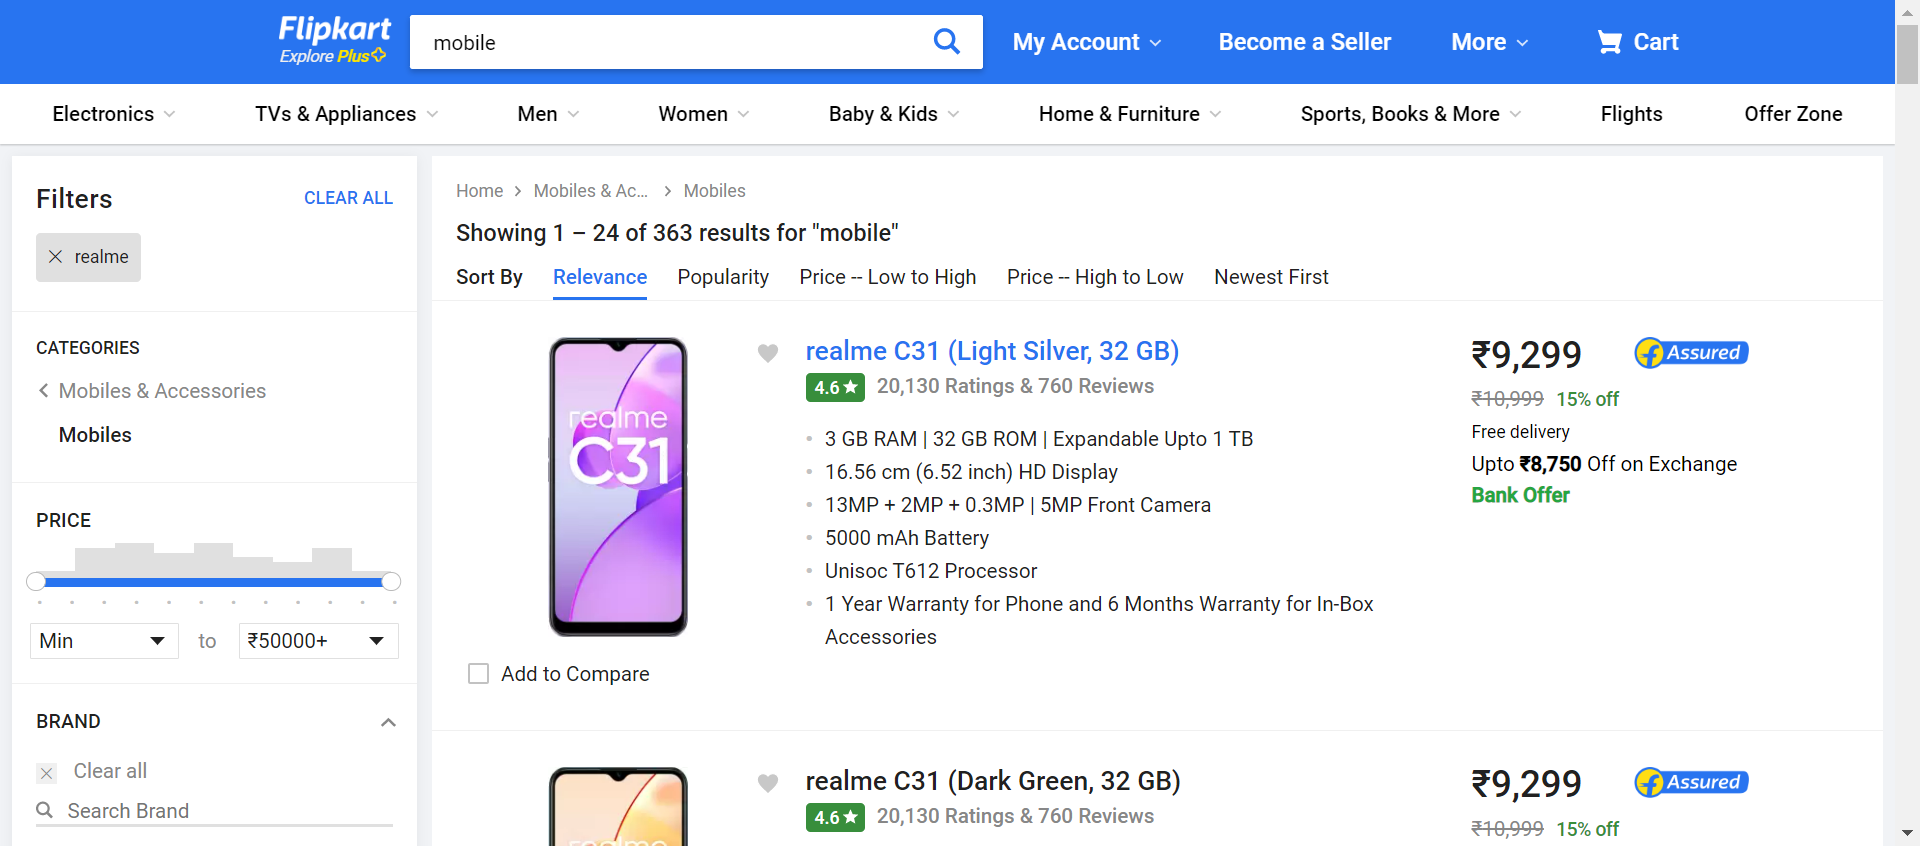 Flipkart
Explore Plus
mobile
My Account
Become a Seller
More
Cart
Electronics
TVs & Appliances
Men
Women
Baby & Kids
Home & Furniture
Sports, Books & More
Flights
Offer Zone
Filters
CLEAR ALL
realme
CATEGORIES
Mobiles & Accessories
Mobiles
PRICE
Min
to
₹50000+
BRAND
Clear all
Search Brand
Home
Mobiles & Ac...
Mobiles
Showing 1 – 24 of 363 results for "mobile"
Sort By
Relevance
Popularity
Price -- Low to High
Price -- High to Low
Newest First
realme
C31
Add to Compare
realme C31 (Light Silver, 32 GB)
4.6
20,130 Ratings & 760 Reviews
3 GB RAM | 32 GB ROM | Expandable Upto 1 TB
16.56 cm (6.52 inch) HD Display
13MP + 2MP + 0.3MP | 5MP Front Camera
5000 mAh Battery
Unisoc T612 Processor
1 Year Warranty for Phone and 6 Months Warranty for In-Box
Accessories
₹9,299
Assured
₹10,999 15% off
Free delivery
Upto ₹8,750 Off on Exchange
Bank Offer
realme
realme C31 (Dark Green, 32 GB)
4.6
20,130 Ratings & 760 Reviews
₹9,299
Assured
₹10,999 15% off